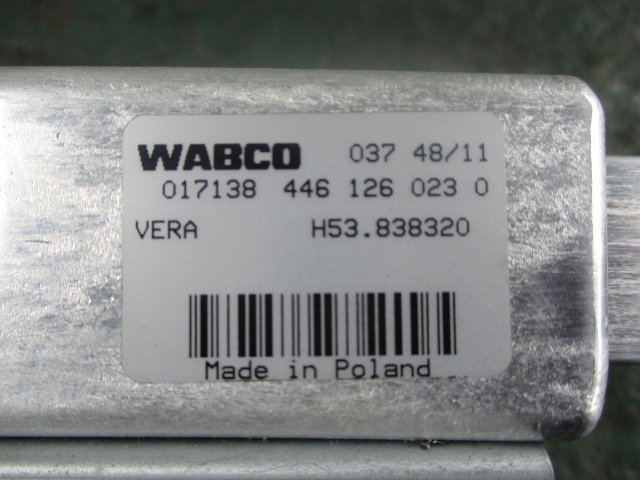 WABCO 037 48/11
017138 446 126 023 0
VERA H53.838320
Made in Poland